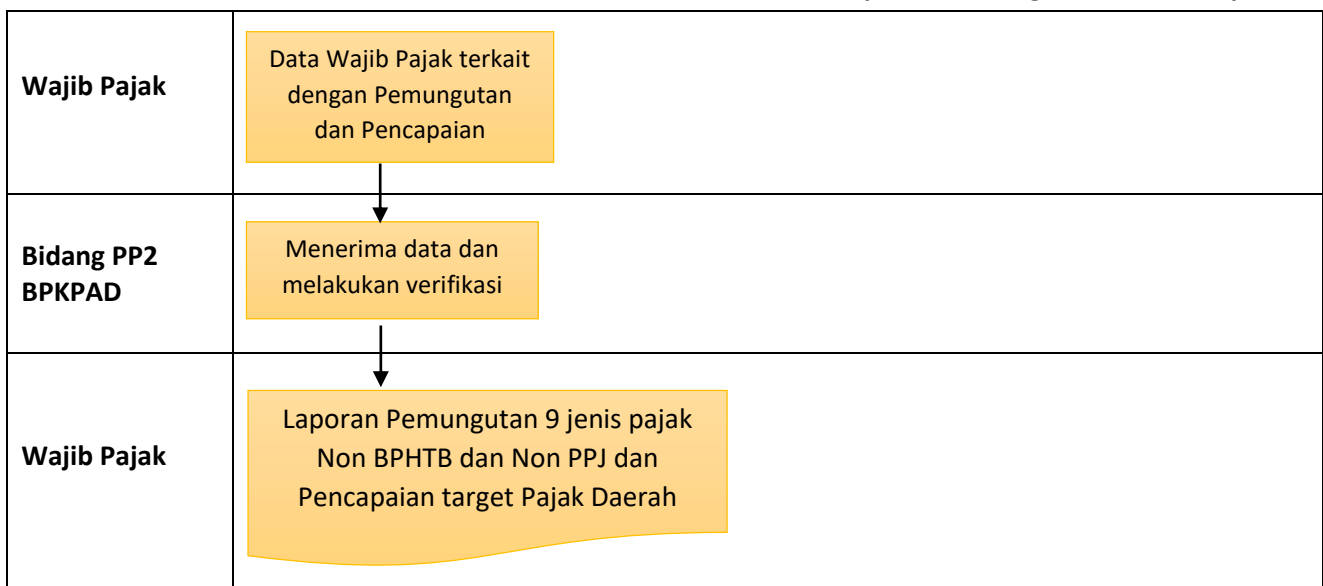 Wajib Pajak
Data Wajib Pajak terkait
dengan Pemungutan
dan Pencapaian
Bidang PP2
BPKPAD
Menerima data dan
melakukan verifikasi
Wajib Pajak
Laporan Pemungutan 9 jenis pajak
Non BPHTB dan Non PPJ dan
Pencapaian target Pajak Daerah